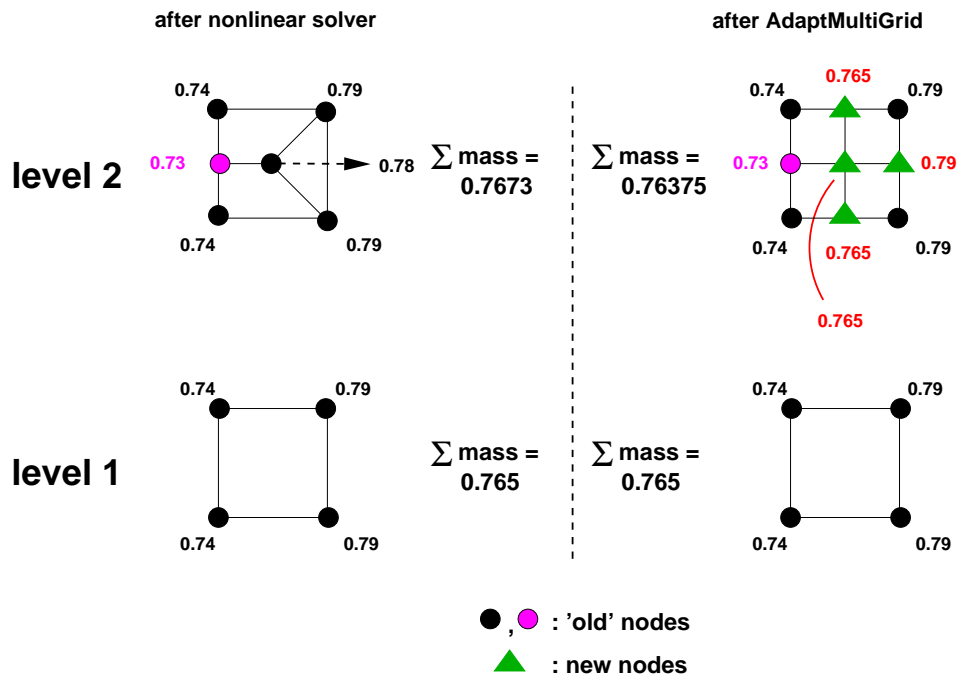 after nonlinear solver
after AdaptMultiGrid
0.74
0.79
0.73
0.78
0.74
0.79
level 2
Σ mass =
0.7673
Σ mass =
0.76375
0.765
0.74
0.79
0.73
0.79
0.74
0.765
0.79
0.765
0.74
0.79
0.74
0.79
level 1
Σ mass =
0.765
Σ mass =
0.765
0.74
0.79
0.74
0.79
, : 'old' nodes
: new nodes